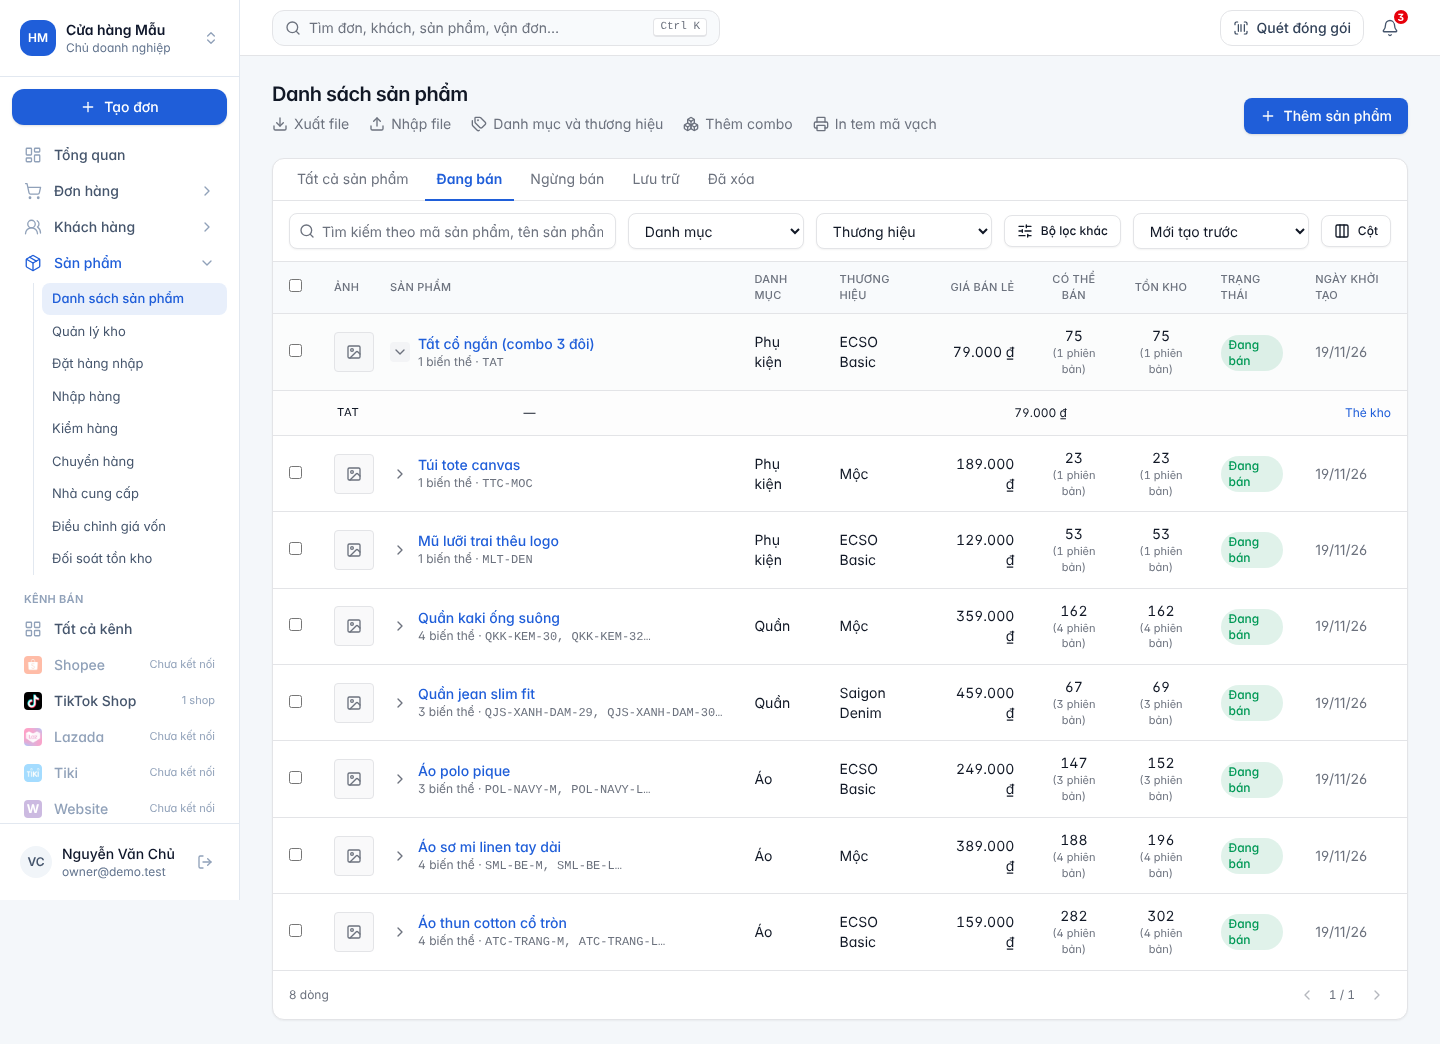 HM
Cửa hàng Mẫu
Chủ doanh nghiệp
Tìm đơn, khách, sản phẩm, vận đơn...
Ctrl K
Quét đóng gói
3
Tạo đơn
Tổng quan
Đơn hàng
Khách hàng
Sản phẩm
Danh sách sản phẩm
Quản lý kho
Đặt hàng nhập
Nhập hàng
Kiểm hàng
Chuyển hàng
Nhà cung cấp
Điều chỉnh giá vốn
Đối soát tồn kho
KÊNH BÁN
Tất cả kênh
Shopee Chưa kết nối
TikTok Shop 1 shop
Lazada Chưa kết nối
Tiki Chưa kết nối
Website Chưa kết nối
VC
Nguyễn Văn Chủ
owner@demo.test
Danh sách sản phẩm
Xuất file Nhập file Danh mục và thương hiệu Thêm combo In tem mã vạch
Thêm sản phẩm
Tất cả sản phẩm Đang bán Ngừng bán Lưu trữ Đã xóa
Tìm kiếm theo mã sản phẩm, tên sản phẩn Danh mục Thương hiệu Bộ lọc khác Mới tạo trước Cột
ẢNH SẢN PHẨM DANH MỤC THƯƠNG HIỆU GIÁ BÁN LẺ CÓ THỂ BÁN TỒN KHO TRẠNG THÁI NGÀY KHỞI TẠO
Tất cổ ngắn (combo 3 đôi) Phụ kiện ECSO Basic 79.000 ₫ 75 (1 phiên bản) 75 (1 phiên bản) Đang bán 19/11/26
1 biến thể · TAT
TAT — 79.000 ₫ Thẻ kho
Túi tote canvas Phụ kiện Mộc 189.000 ₫ 23 (1 phiên bản) 23 (1 phiên bản) Đang bán 19/11/26
1 biến thể · TTC-MOC
Mũ lưỡi trai thêu logo Phụ kiện ECSO Basic 129.000 ₫ 53 (1 phiên bản) 53 (1 phiên bản) Đang bán 19/11/26
1 biến thể · MLT-DEN
Quần kaki ống suông Quần Mộc 359.000 ₫ 162 (4 phiên bản) 162 (4 phiên bản) Đang bán 19/11/26
4 biến thể · QKK-KEM-30, QKK-KEM-32…
Quần jean slim fit Quần Saigon Denim 459.000 ₫ 67 (3 phiên bản) 69 (3 phiên bản) Đang bán 19/11/26
3 biến thể · QJS-XANH-DAM-29, QJS-XANH-DAM-30…
Áo polo pique Áo ECSO Basic 249.000 ₫ 147 (3 phiên bản) 152 (3 phiên bản) Đang bán 19/11/26
3 biến thể · POL-NAVY-M, POL-NAVY-L…
Áo sơ mi linen tay dài Áo Mộc 389.000 ₫ 188 (4 phiên bản) 196 (4 phiên bản) Đang bán 19/11/26
4 biến thể · SML-BE-M, SML-BE-L…
Áo thun cotton cổ tròn Áo ECSO Basic 159.000 ₫ 282 (4 phiên bản) 302 (4 phiên bản) Đang bán 19/11/26
4 biến thể · ATC-TRANG-M, ATC-TRANG-L…
8 dòng
1 / 1